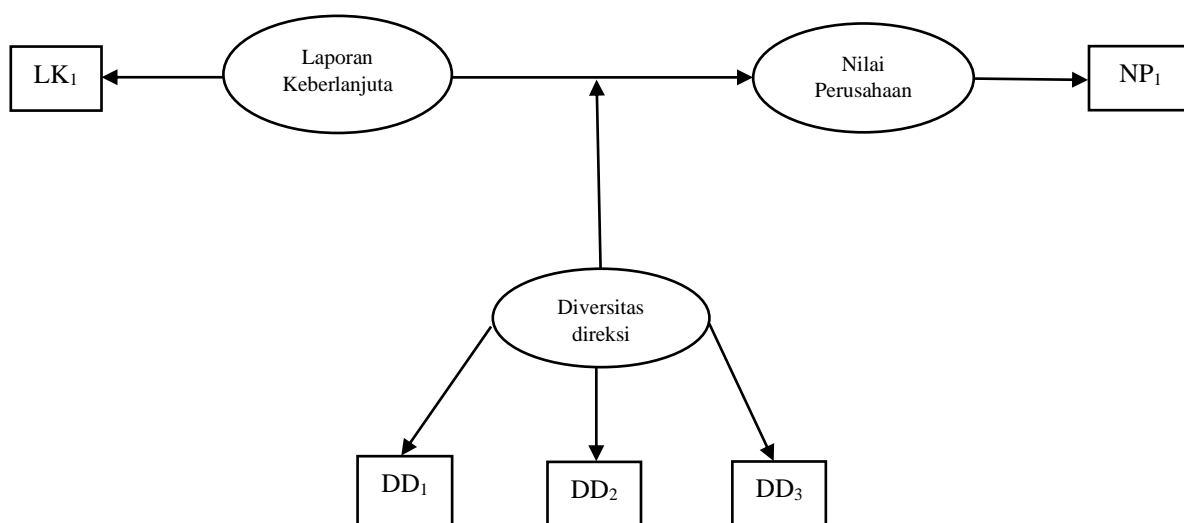 LK₁
Laporan
Keberlanjuta
Nilai
Perusahaan
NP₁
Diversitas
direksi
DD₁
DD₂
DD₃